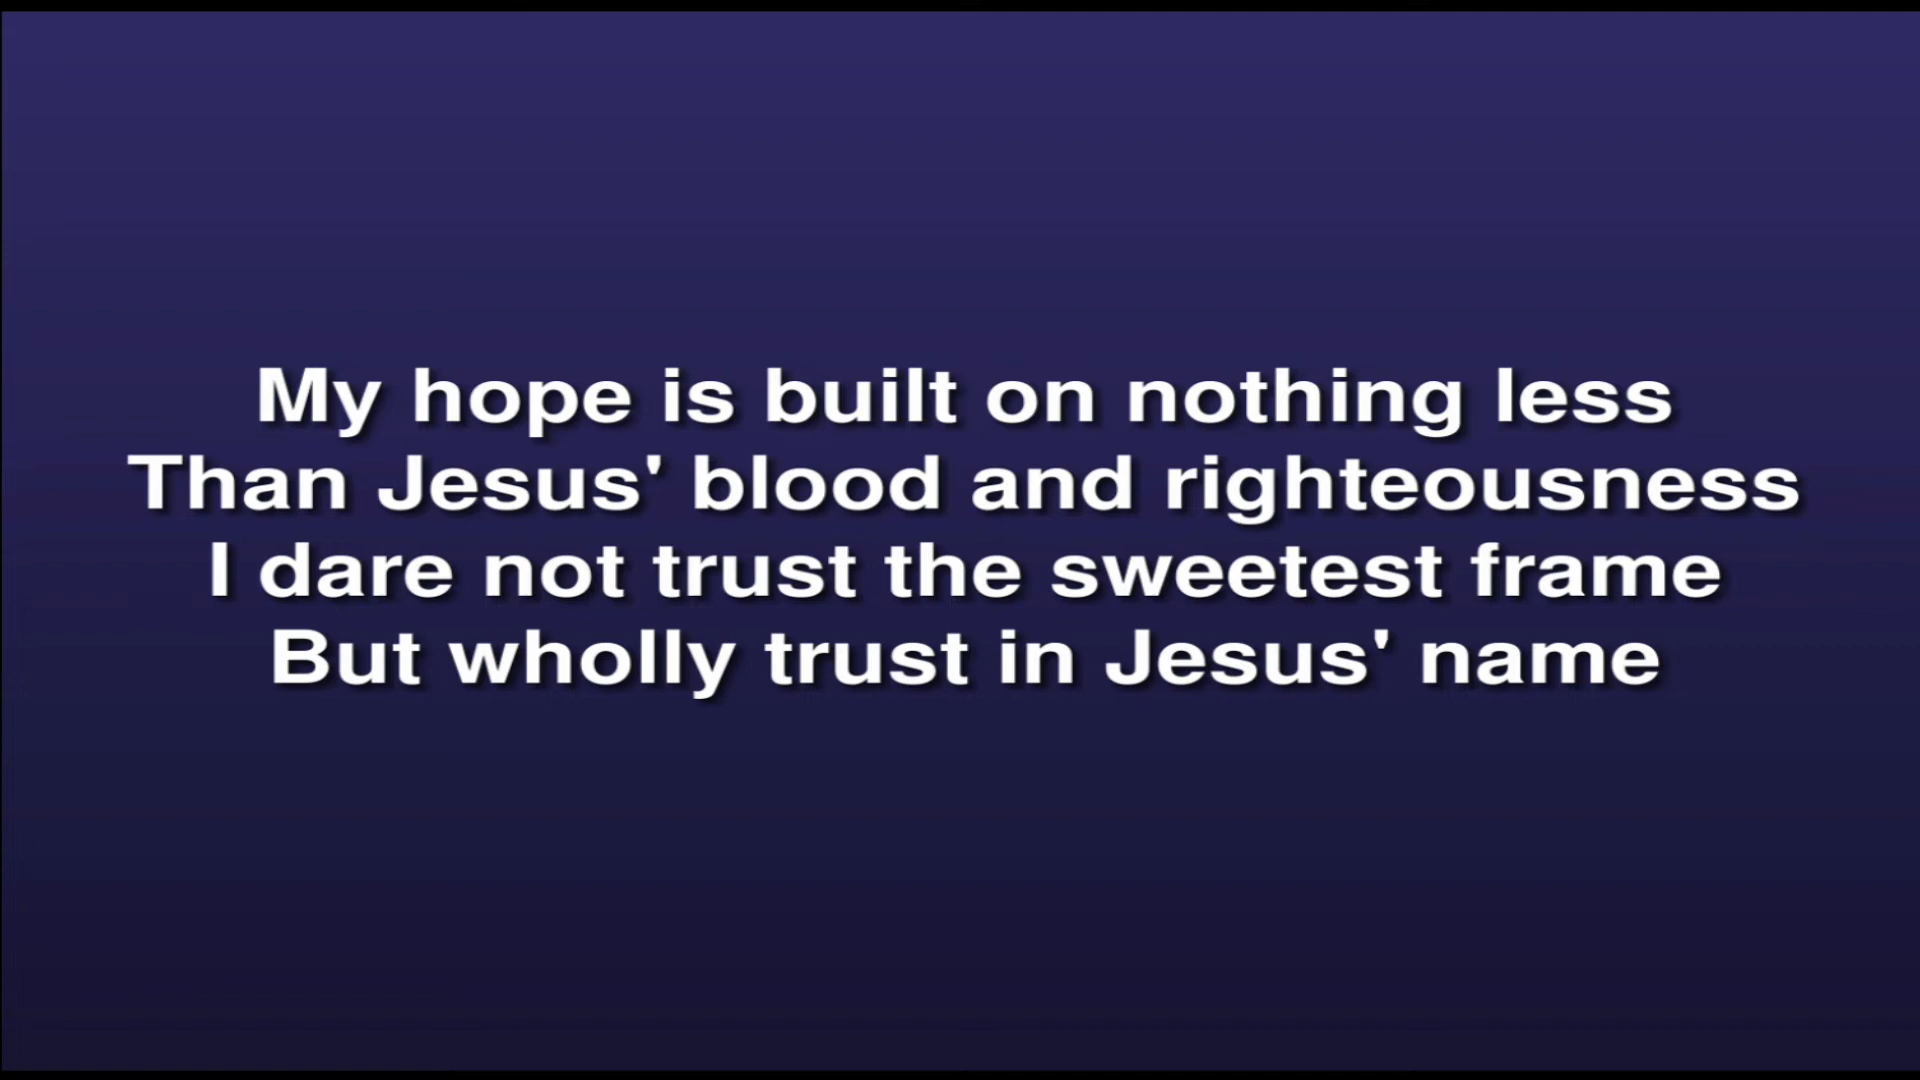 My hope is built on nothing less
Than Jesus' blood and righteousness
I dare not trust the sweetest frame
But wholly trust in Jesus' name